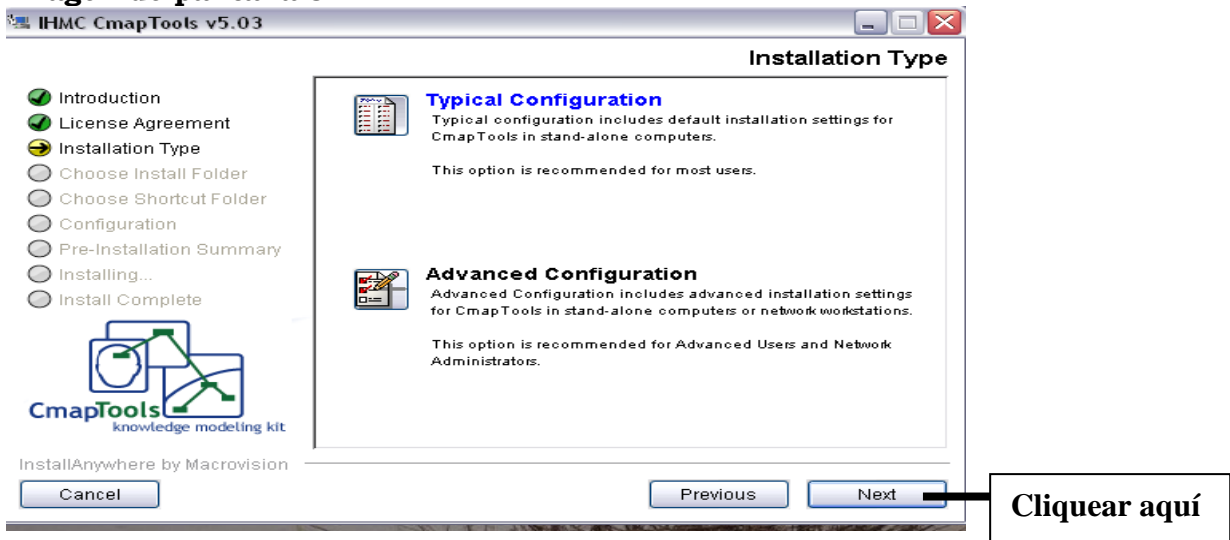 IHMC CmapTools v5.03
Installation Type
Introduction
License Agreement
Installation Type
Choose Install Folder
Choose Shortcut Folder
Configuration
Pre-Installation Summary
Installing...
Install Complete
CmapTools
knowledge modeling kit
Typical Configuration
Typical configuration includes default installation settings for
CmapTools in stand-alone computers.
This option is recommended for most users.
Advanced Configuration
Advanced Configuration includes advanced installation settings
for CmapTools in stand-alone computers or network workstations.
This option is recommended for Advanced Users and Network
Administrators.
InstallAnywhere by Macrovision
Cancel
Previous
Next
Cliquear aquí